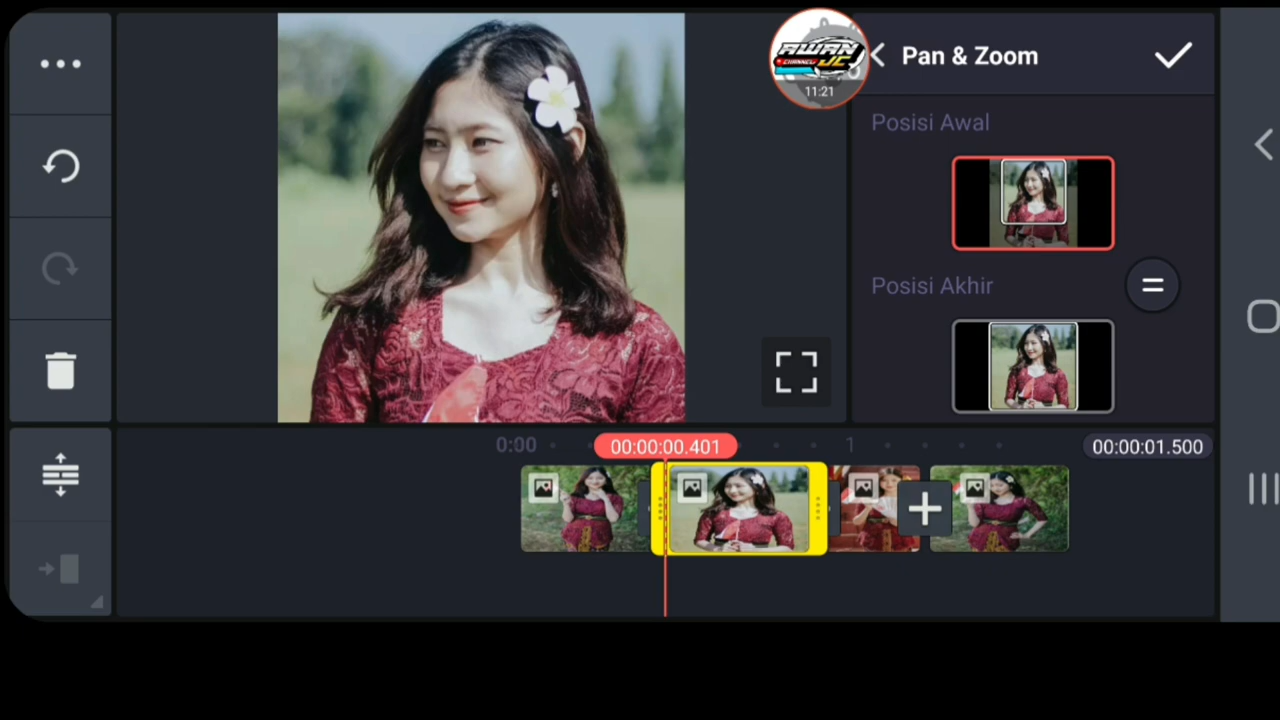 AWAN
CHANNEL JC
11:21
Pan & Zoom
Posisi Awal
Posisi Akhir
0:00
00:00:00.401
1
00:00:01.500